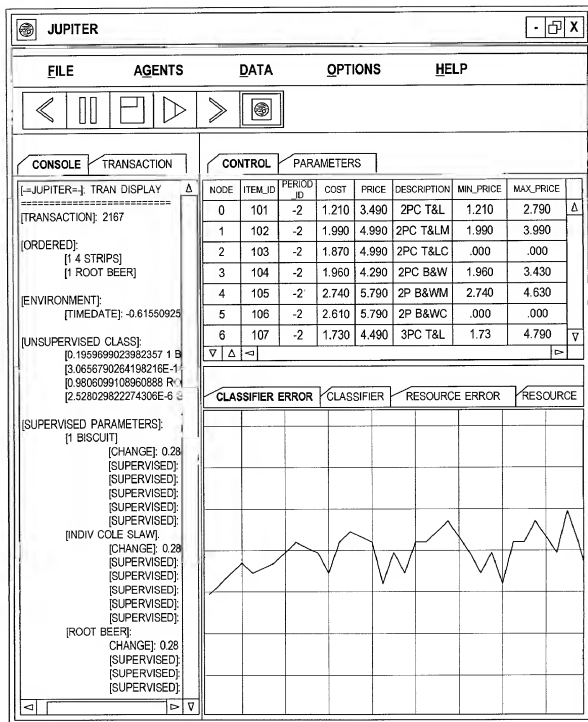 JUPITER
- X
FILE AGENTS DATA OPTIONS HELP
CONSOLE TRANSACTION
[-=JUPITER=-]: TRAN DISPLAY
===========================
[TRANSACTION]: 2167
[ORDERED]:
[1 4 STRIPS]
[1 ROOT BEER]
[ENVIRONMENT]:
[TIMEDATE]: -0.61550925
[UNSUPERVISED CLASS]:
[0.1959699023982357 1 B
[3.0656790264198216E-1
[0.9806099108960888 R
[2.528029822274306E-6
[SUPERVISED PARAMETERS]:
[1 BISCUIT]
[CHANGE]: 0.28
[SUPERVISED]:
[SUPERVISED]:
[SUPERVISED]:
[SUPERVISED]:
[SUPERVISED]:
[INDIV COLE SLAW].
[CHANGE]: 0.28
[SUPERVISED]:
[SUPERVISED]:
[SUPERVISED]:
[SUPERVISED]:
[SUPERVISED]:
[ROOT BEER]:
CHANGE]: 0.28
[SUPERVISED]:
[SUPERVISED]:
[SUPERVISED]:
CONTROL PARAMETERS
NODE ITEM_ID PERIOD_ID COST PRICE DESCRIPTION MIN_PRICE MAX_PRICE
0 101 -2 1.210 3.490 2PC T&L 1.210 2.790
1 102 -2 1.990 4.990 2PC T&LM 1.990 3.990
2 103 -2 1.870 4.990 2PC T&LC .000 .000
3 104 -2 1.960 4.290 2PC B&W 1.960 3.430
4 105 -2 2.740 5.790 2P B&WM 2.740 4.630
5 106 -2 2.610 5.790 2P B&WC .000 .000
6 107 -2 1.730 4.490 3PC T&L 1.73 4.790
CLASSIFIER ERROR CLASSIFIER RESOURCE ERROR RESOURCE